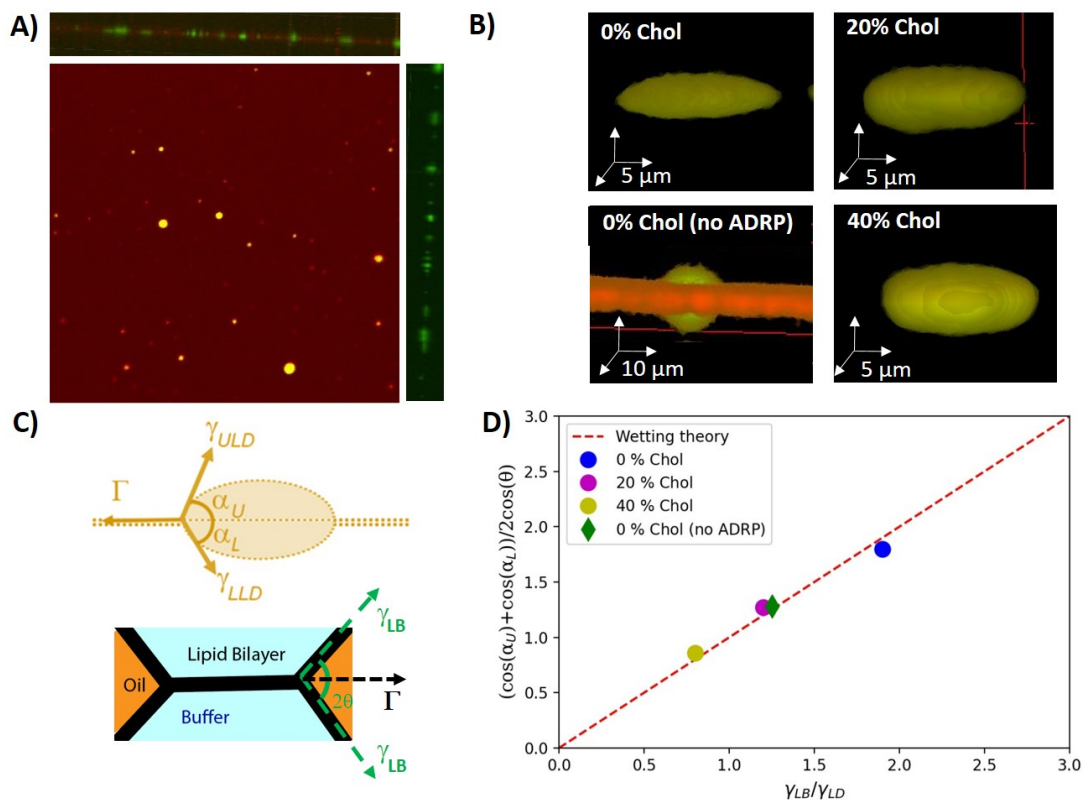 A)
B)
0% Chol
5 μm
20% Chol
5 μm
0% Chol (no ADRP)
10 μm
40% Chol
5 μm
C)
γULD
Γ
αU
αL
γLLD
γLB
Lipid Bilayer
Oil
2θ
Γ
Buffer
γLB
D)
(cos(αU)+cos(αL))/2cos(θ)
3.0
2.5
2.0
1.5
1.0
0.5
0.0
Wetting theory
0 % Chol
20 % Chol
40 % Chol
0 % Chol (no ADRP)
0.0 0.5 1.0 1.5 2.0 2.5 3.0
γLB/γLD